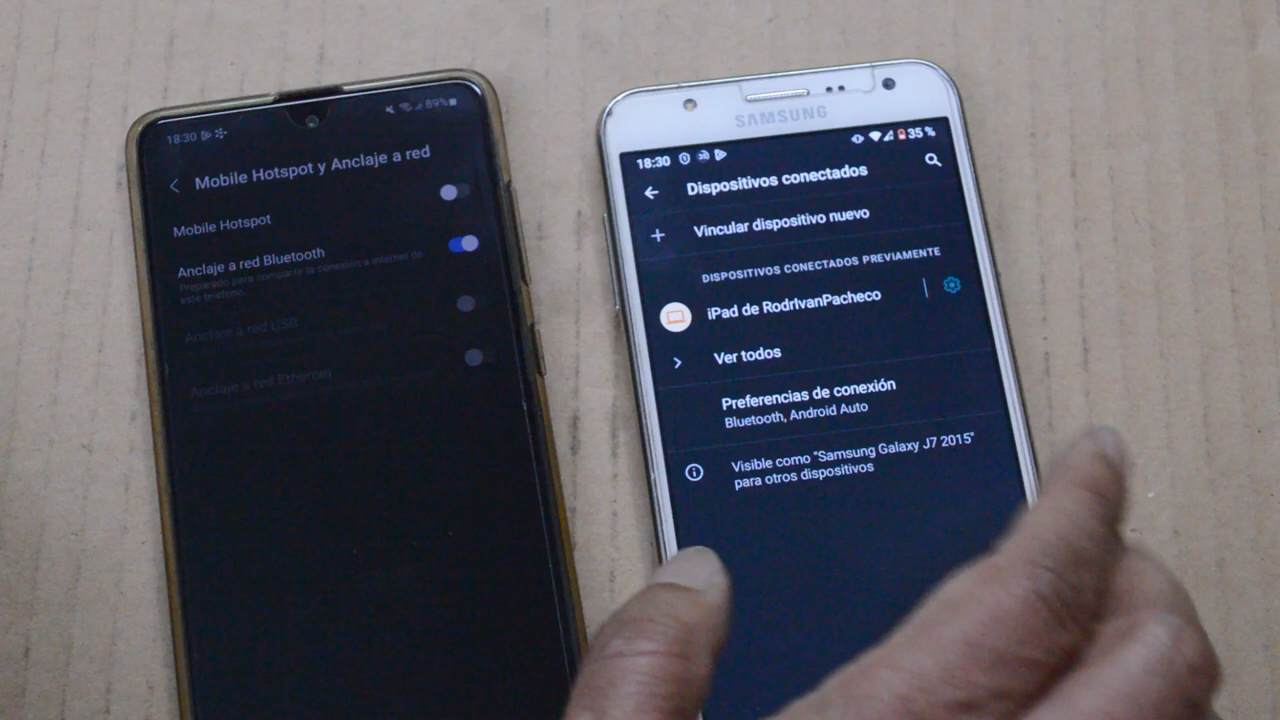 18:30
89%
Mobile Hotspot y Anclaje a red
Mobile Hotspot
Anclaje a red Bluetooth
Preparado para compartir la conexión a internet de
este teléfono.
Anclaje a red USB
Anclaje a red Ethernet
SAMSUNG
18:30
35 %
Dispositivos conectados
Vincular dispositivo nuevo
DISPOSITIVOS CONECTADOS PREVIAMENTE
iPad de RodrIvanPacheco
Ver todos
Preferencias de conexión
Bluetooth, Android Auto
Visible como "Samsung Galaxy J7 2015"
para otros dispositivos